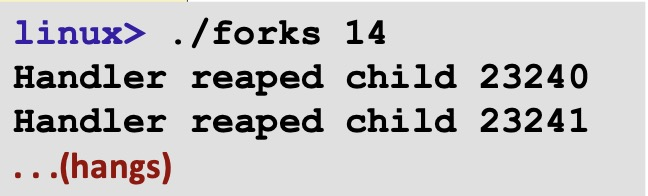 linux> ./forks 14
Handler reaped child 23240
Handler reaped child 23241
...(hangs)